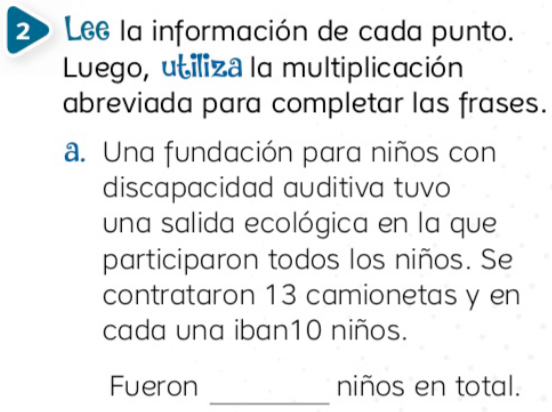 2 Lee la información de cada punto.
Luego, utiliza la multiplicación
abreviada para completar las frases.
a. Una fundación para niños con
discapacidad auditiva tuvo
una salida ecológica en la que
participaron todos los niños. Se
contrataron 13 camionetas y en
cada una iban10 niños.
Fueron ________ niños en total.